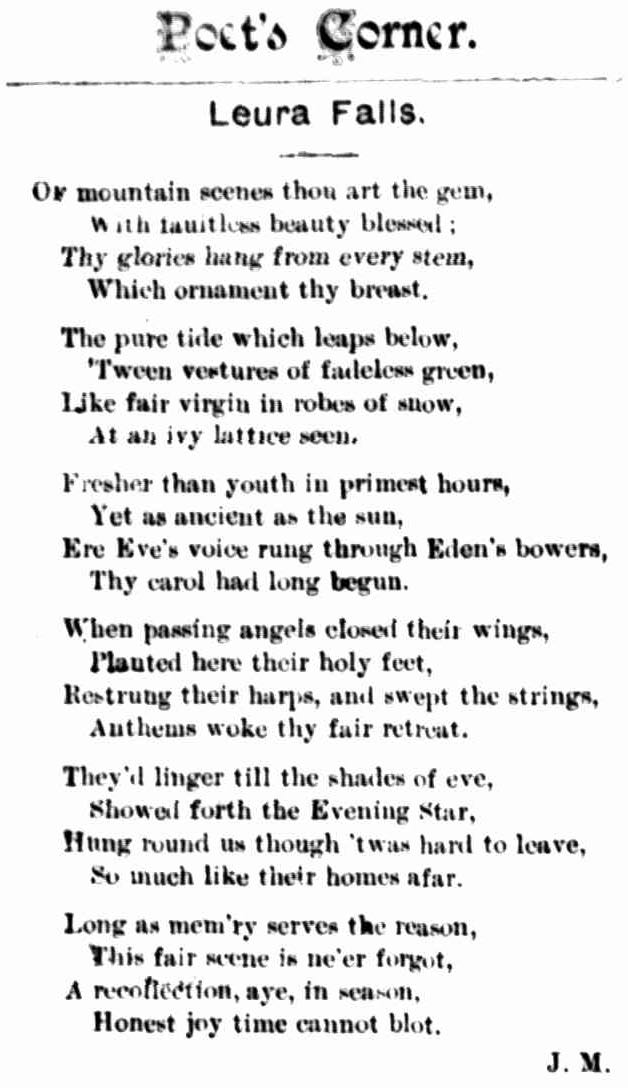 Poet's Corner.
Leura Falls.
OF mountain scenes thou art the gem,
With faultless beauty blessed;
Thy glories hang from every stem,
Which ornament thy breast.
The pure tide which leaps below,
'Tween vestures of fadeless green,
Like fair virgin in robes of snow,
At an ivy lattice seen.
Fresher than youth in primest hours,
Yet as ancient as the sun,
Ere Eve's voice rung through Eden's bowers,
Thy carol had long begun.
When passing angels closed their wings,
Planted here their holy feet,
Restrung their harps, and swept the strings,
Anthems woke thy fair retreat.
They'd linger till the shades of eve,
Showed forth the Evening Star,
Hung round us though 'twas hard to leave,
So much like their homes afar.
Long as mem'ry serves the reason,
This fair scene is ne'er forgot,
A recollection, aye, in season,
Honest joy time cannot blot.
J. M.